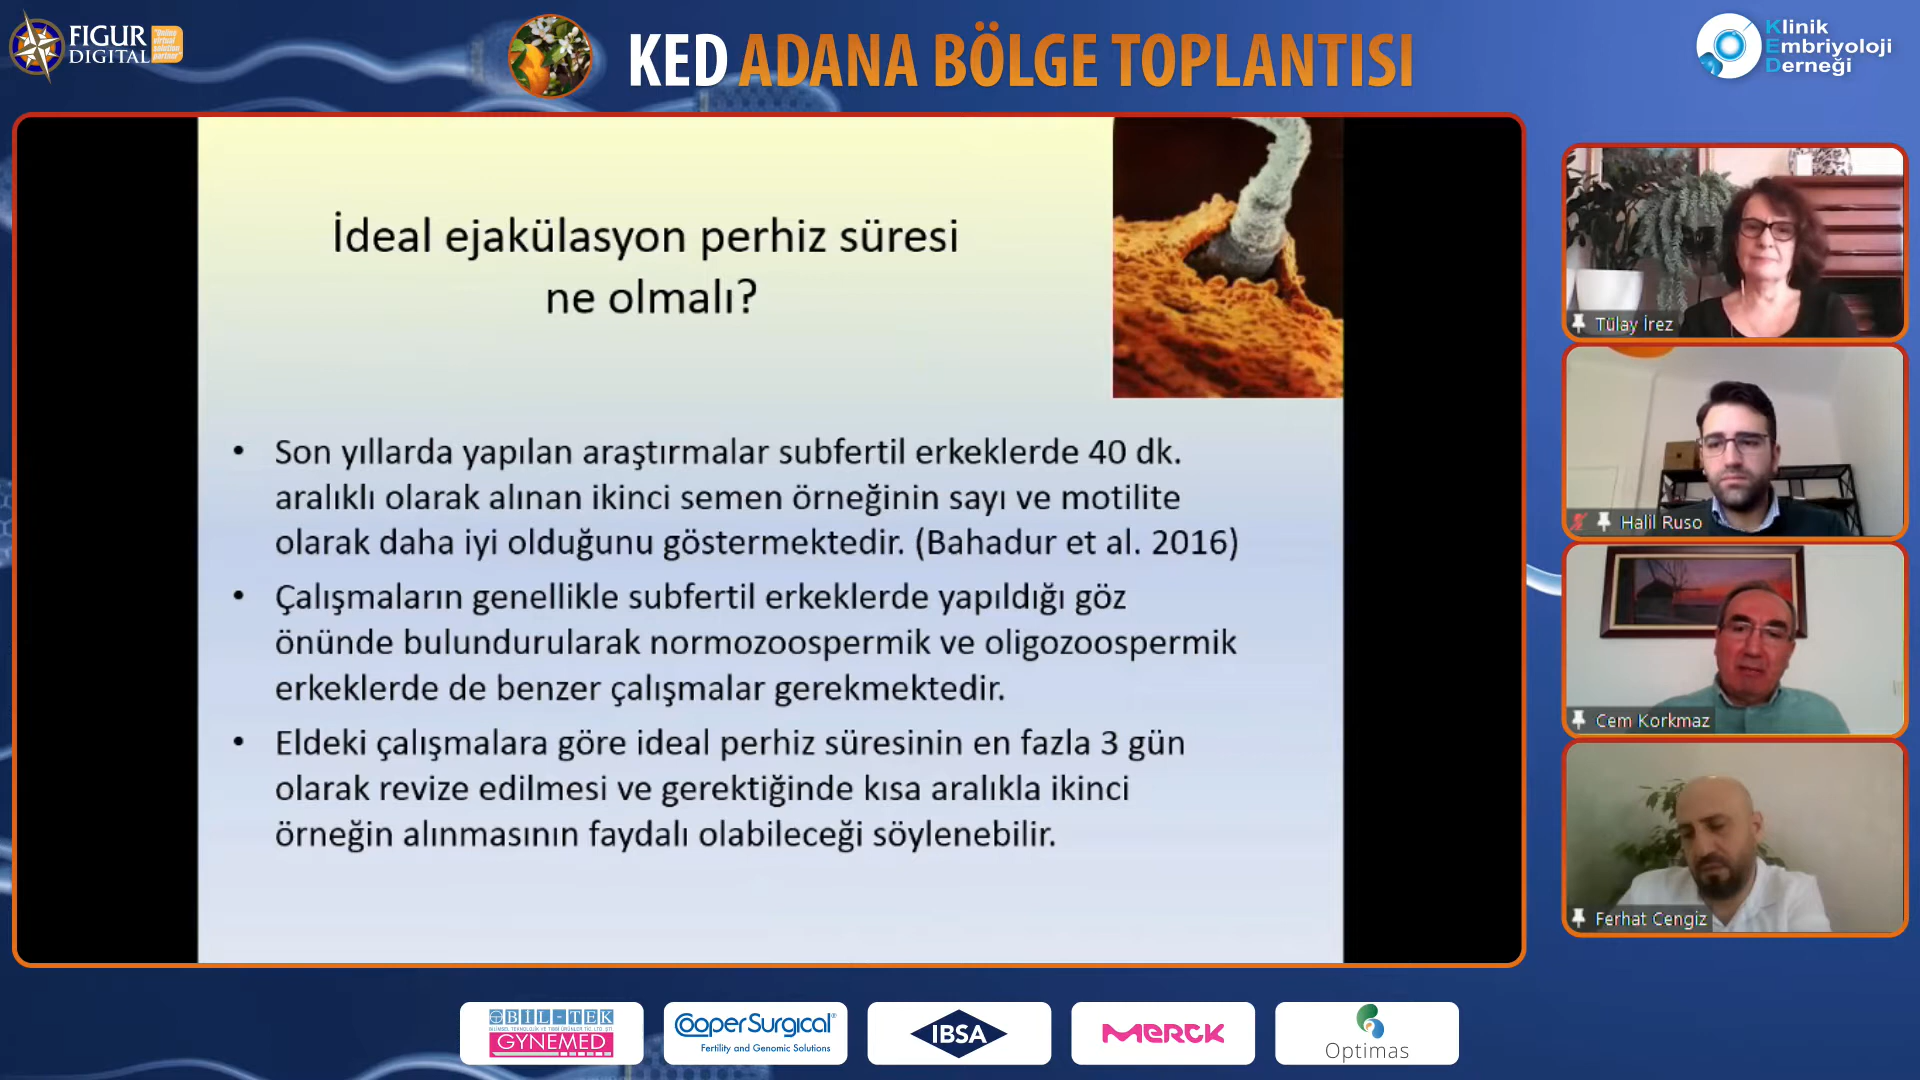 FIGUR
DIGITAL
"Online
virtual
solution
partner"
KED ADANA BÖLGE TOPLANTISI
Klinik
Embriyoloji
Derneği
İdeal ejakülasyon perhiz süresi
ne olmalı?
• Son yıllarda yapılan araştırmalar subfertil erkeklerde 40 dk.
aralıklı olarak alınan ikinci semen örneğinin sayı ve motilite
olarak daha iyi olduğunu göstermektedir. (Bahadur et al. 2016)
• Çalışmaların genellikle subfertil erkeklerde yapıldığı göz
önünde bulundurularak normozoospermik ve oligozoospermik
erkeklerde de benzer çalışmalar gerekmektedir.
• Eldeki çalışmalara göre ideal perhiz süresinin en fazla 3 gün
olarak revize edilmesi ve gerektiğinde kısa aralıkla ikinci
örneğin alınmasının faydalı olabileceği söylenebilir.
Tülay İrez
Halil Ruso
Cem Korkmaz
Ferhat Cengiz
BİL-TEK
GYNEMED
CooperSurgical
Fertility and Genomic Solutions
IBSA
MERCK
Optimas